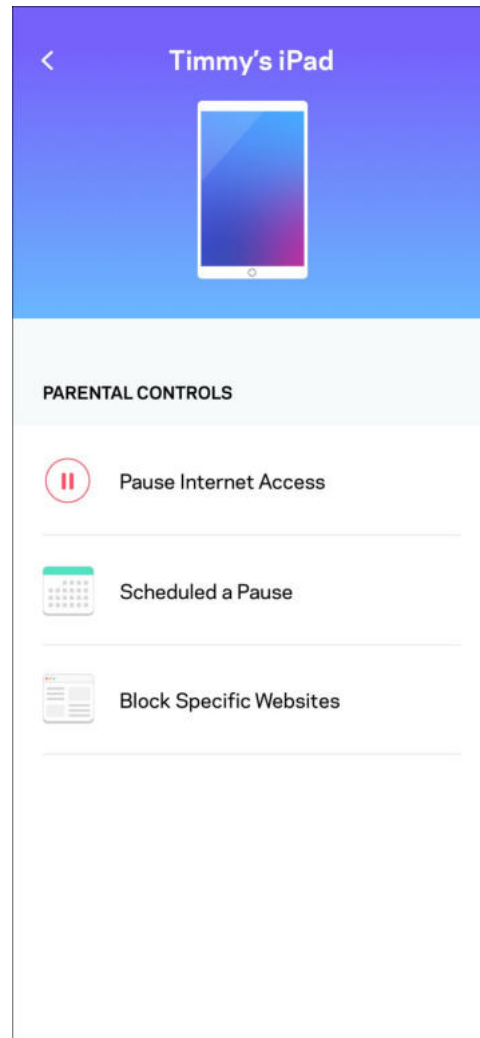 Timmy’s iPad
PARENTAL CONTROLS
Pause Internet Access
Scheduled a Pause
Block Specific Websites